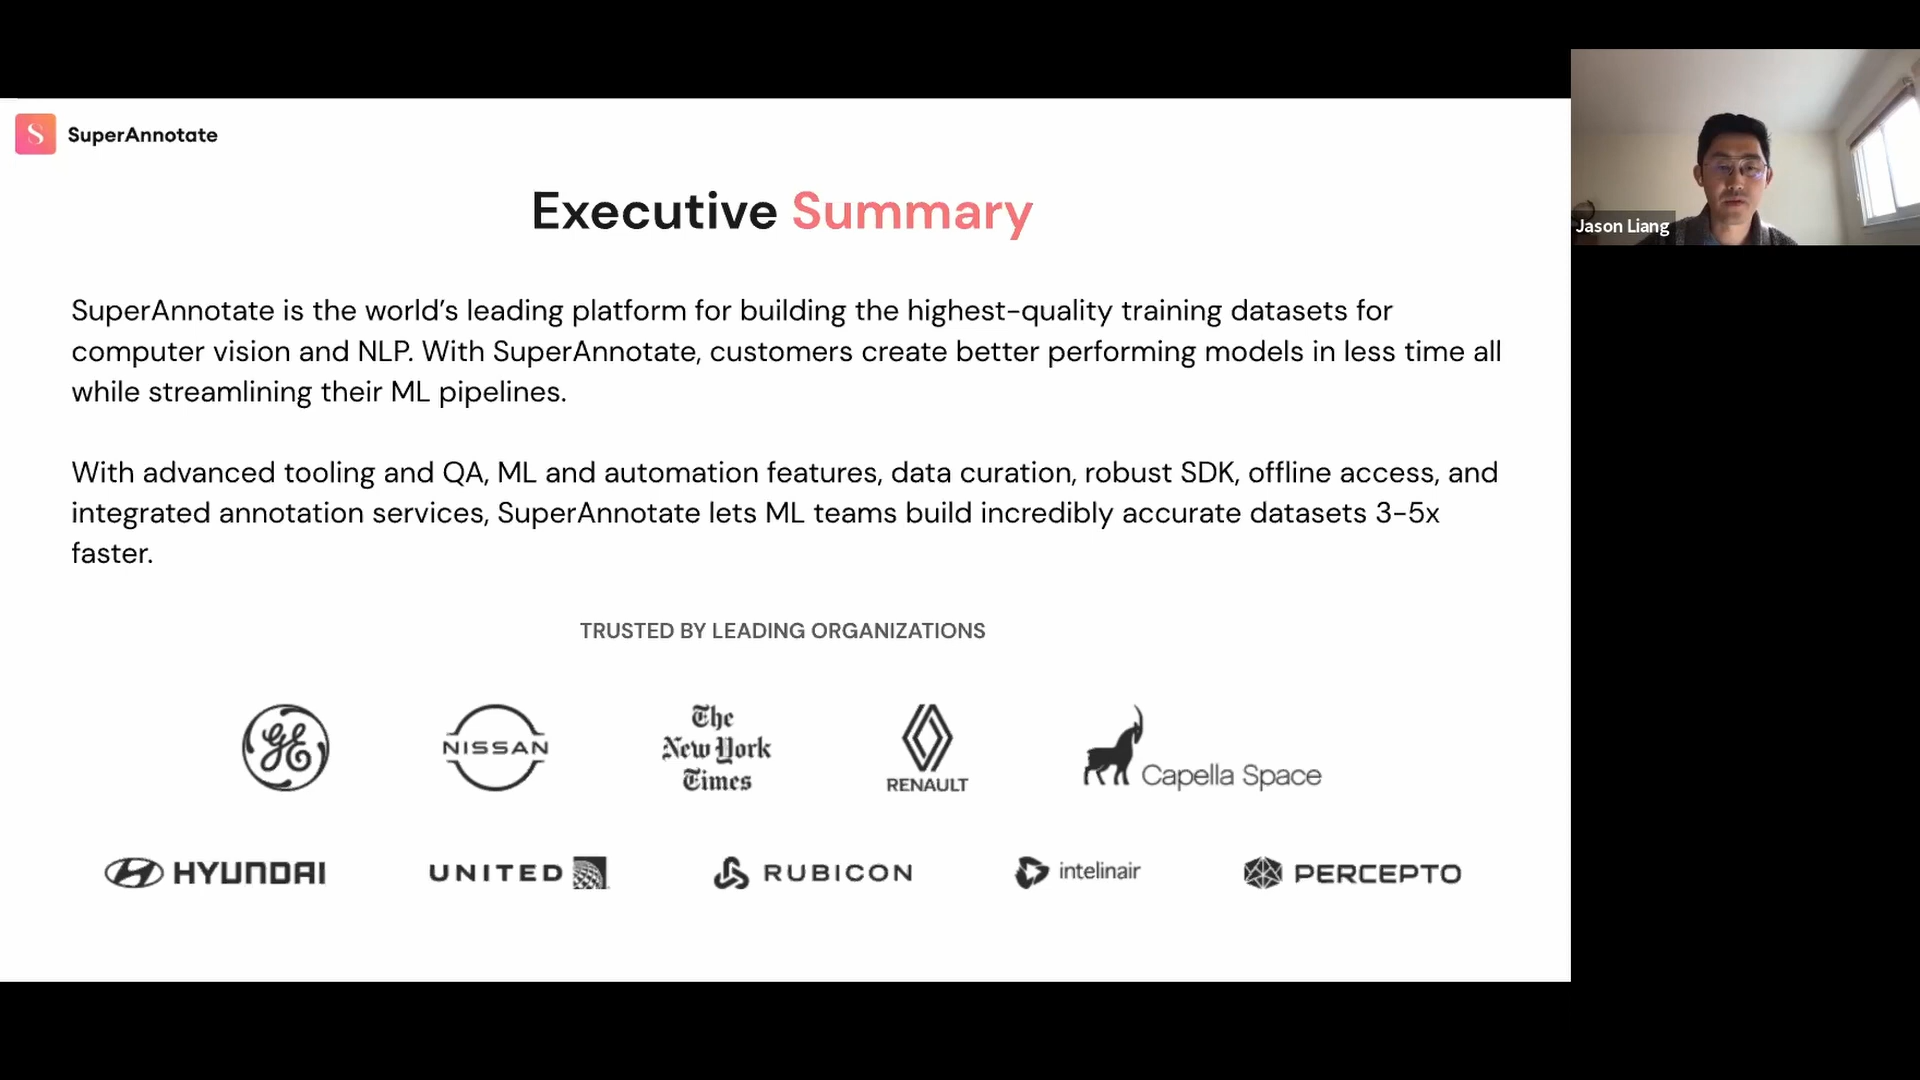 SuperAnnotate
Executive Summary
SuperAnnotate is the world’s leading platform for building the highest-quality training datasets for
computer vision and NLP. With SuperAnnotate, customers create better performing models in less time all
while streamlining their ML pipelines.
With advanced tooling and QA, ML and automation features, data curation, robust SDK, offline access, and
integrated annotation services, SuperAnnotate lets ML teams build incredibly accurate datasets 3-5x
faster.
TRUSTED BY LEADING ORGANIZATIONS
GE
NISSAN
The
New York
Times
RENAULT
Capella Space
HYUNDAI
UNITED
RUBICON
intelinair
PERCEPTO
Jason Liang